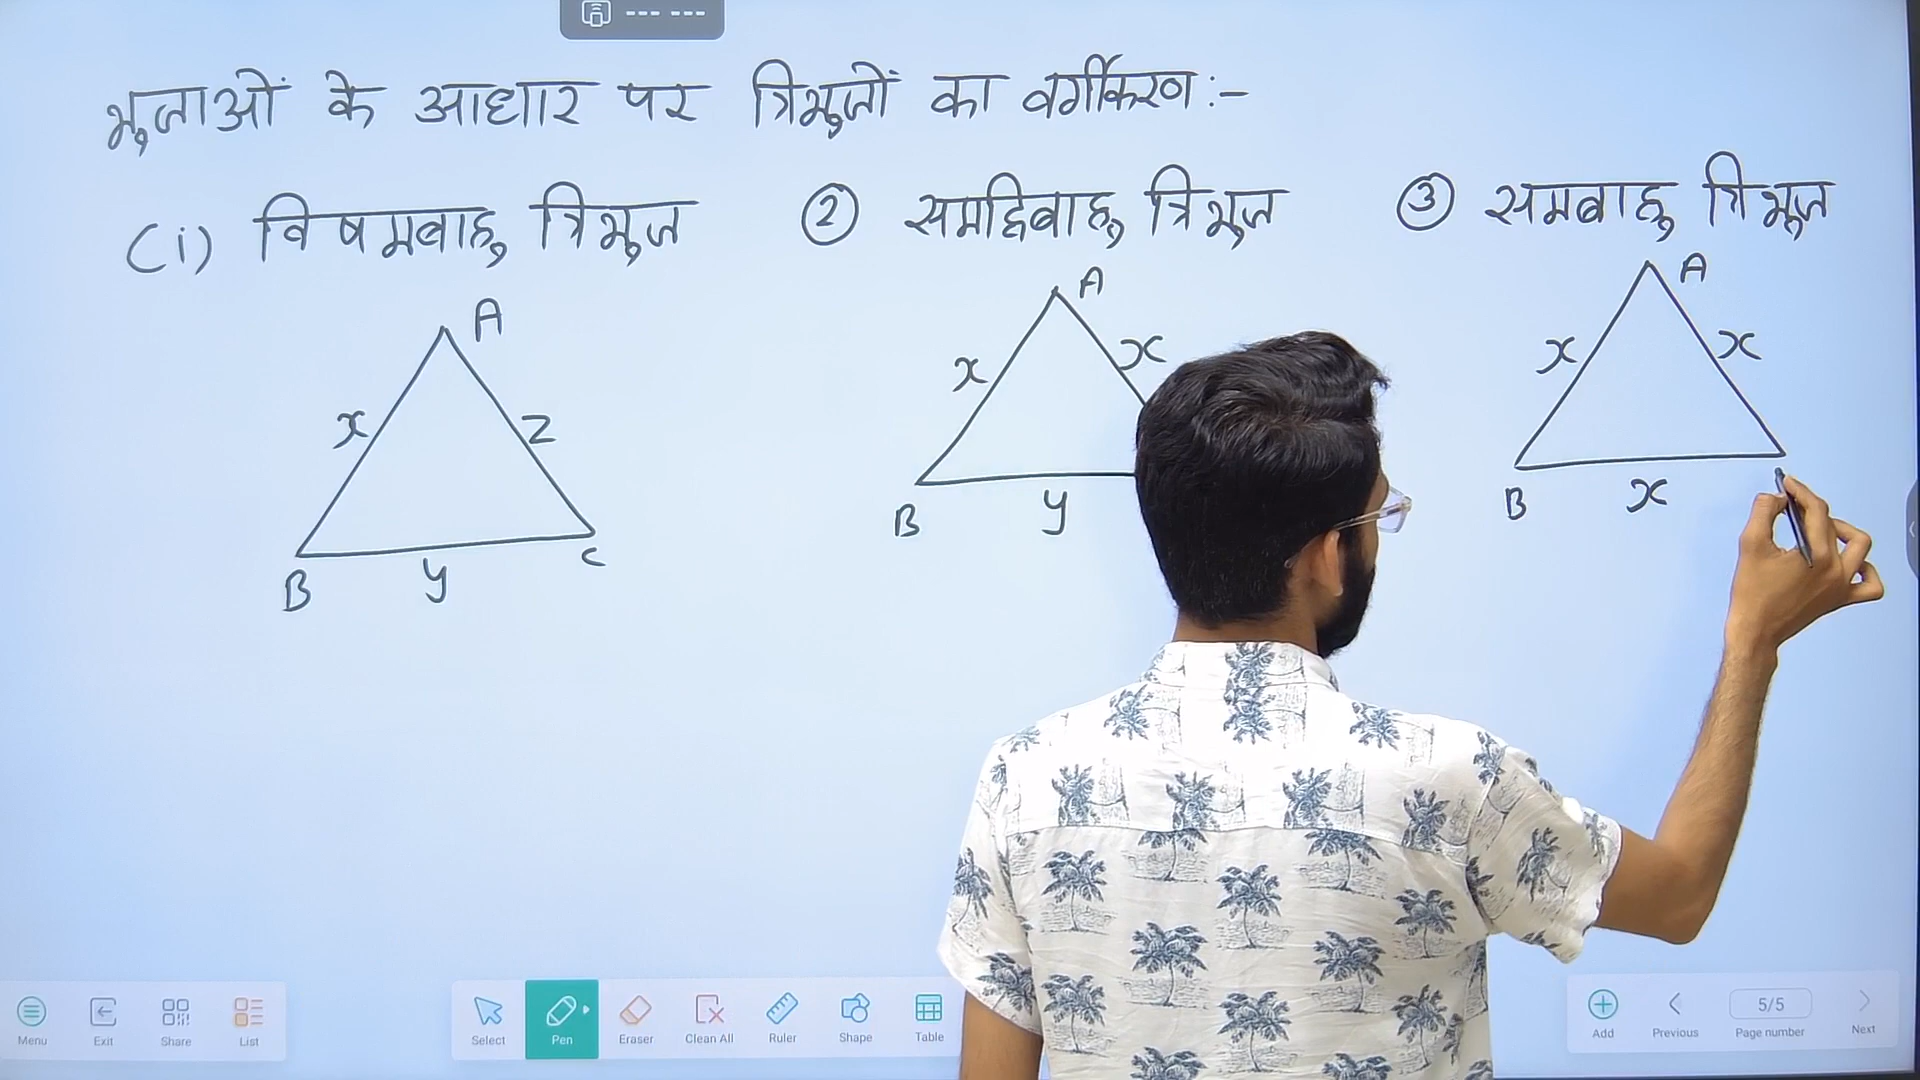 भुजाओं के आधार पर त्रिभुजों का वर्गीकरण :-
(i) विषमबाहु त्रिभुज ② समद्विबाहु त्रिभुज ③ समबाहु त्रिभुज
A A A
x z x x x x
B y C B y B x
Menu Exit Share List Select Pen Eraser Clean All Ruler Shape Table Add Previous 5/5 Page number Next